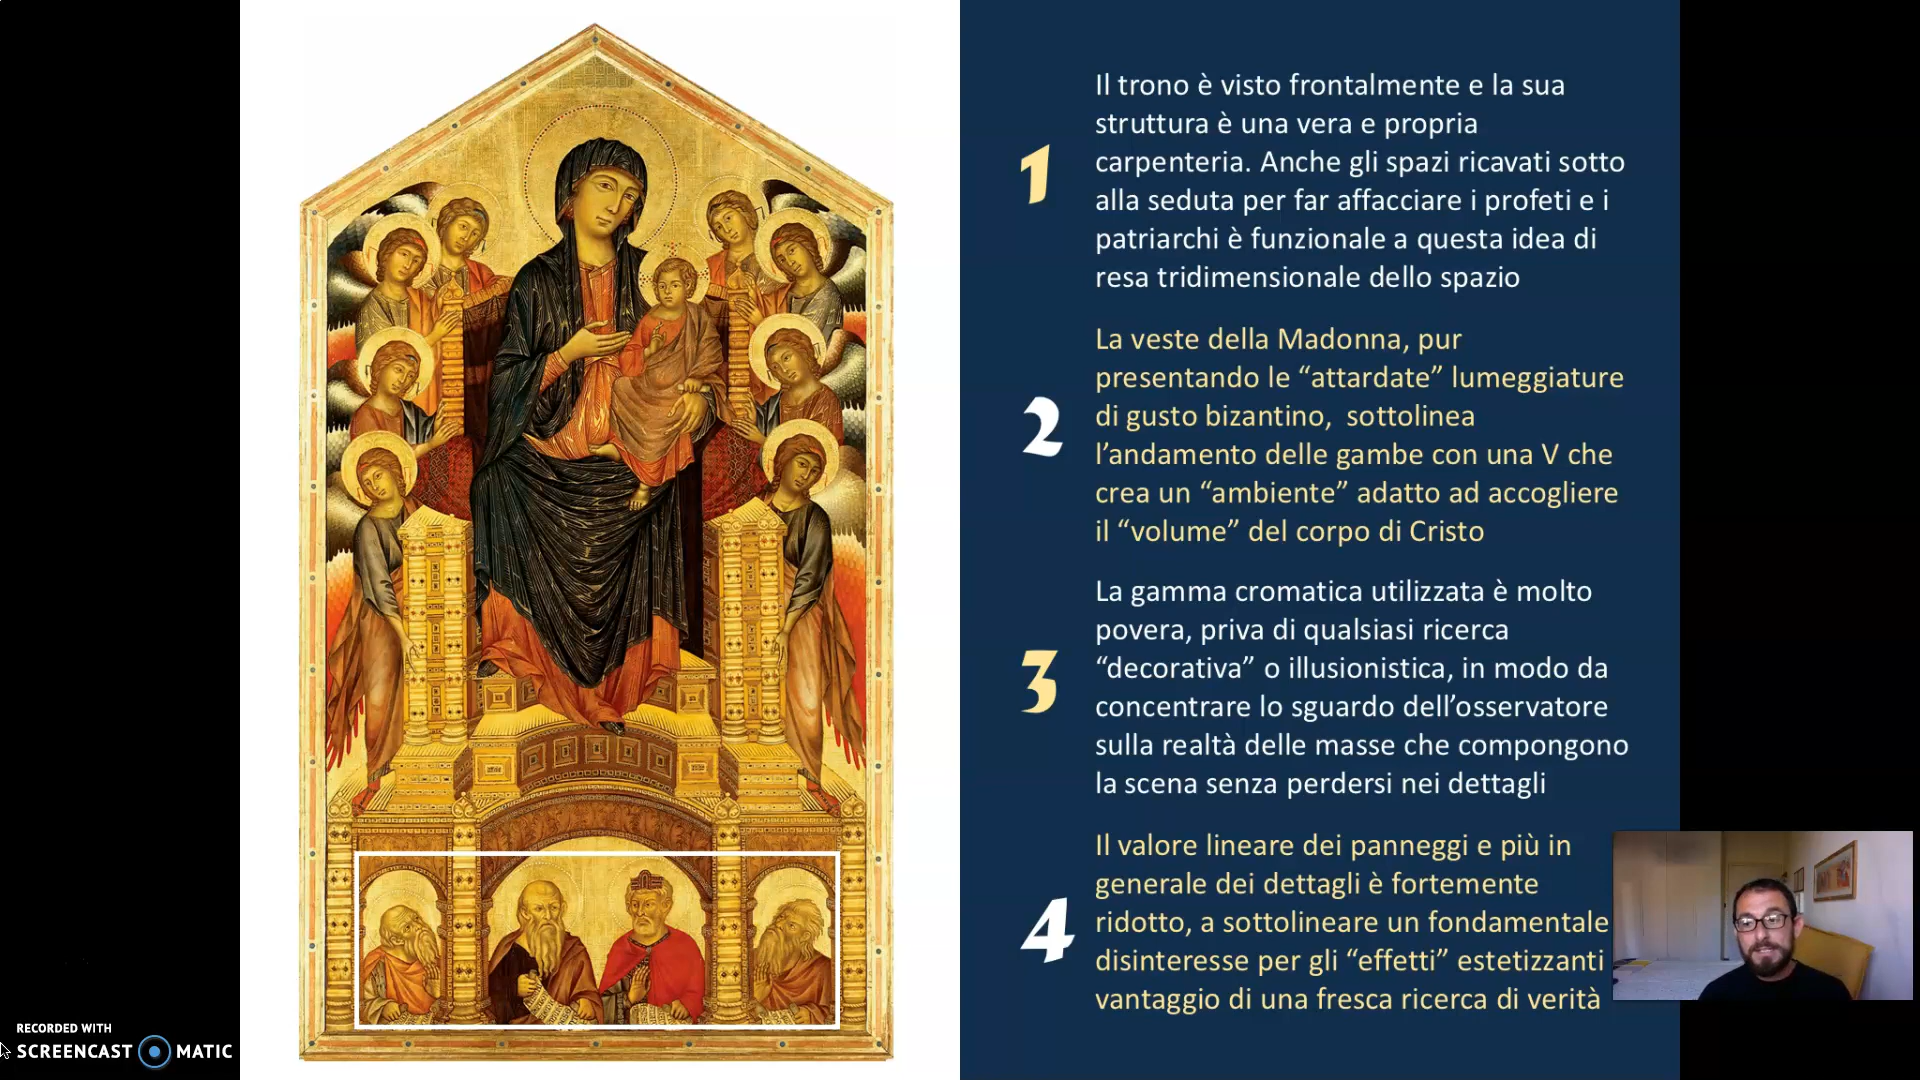 1
Il trono è visto frontalmente e la sua
struttura è una vera e propria
carpenteria. Anche gli spazi ricavati sotto
alla seduta per far affacciare i profeti e i
patriarchi è funzionale a questa idea di
resa tridimensionale dello spazio
2
La veste della Madonna, pur
presentando le “attardate” lumeggiature
di gusto bizantino,  sottolinea
l’andamento delle gambe con una V che
crea un “ambiente” adatto ad accogliere
il “volume” del corpo di Cristo
3
La gamma cromatica utilizzata è molto
povera, priva di qualsiasi ricerca
“decorativa” o illusionistica, in modo da
concentrare lo sguardo dell’osservatore
sulla realtà delle masse che compongono
la scena senza perdersi nei dettagli
4
Il valore lineare dei panneggi e più in
generale dei dettagli è fortemente
ridotto, a sottolineare un fondamentale
disinteresse per gli “effetti” estetizzanti
vantaggio di una fresca ricerca di verità
RECORDED WITH
SCREENCAST MATIC